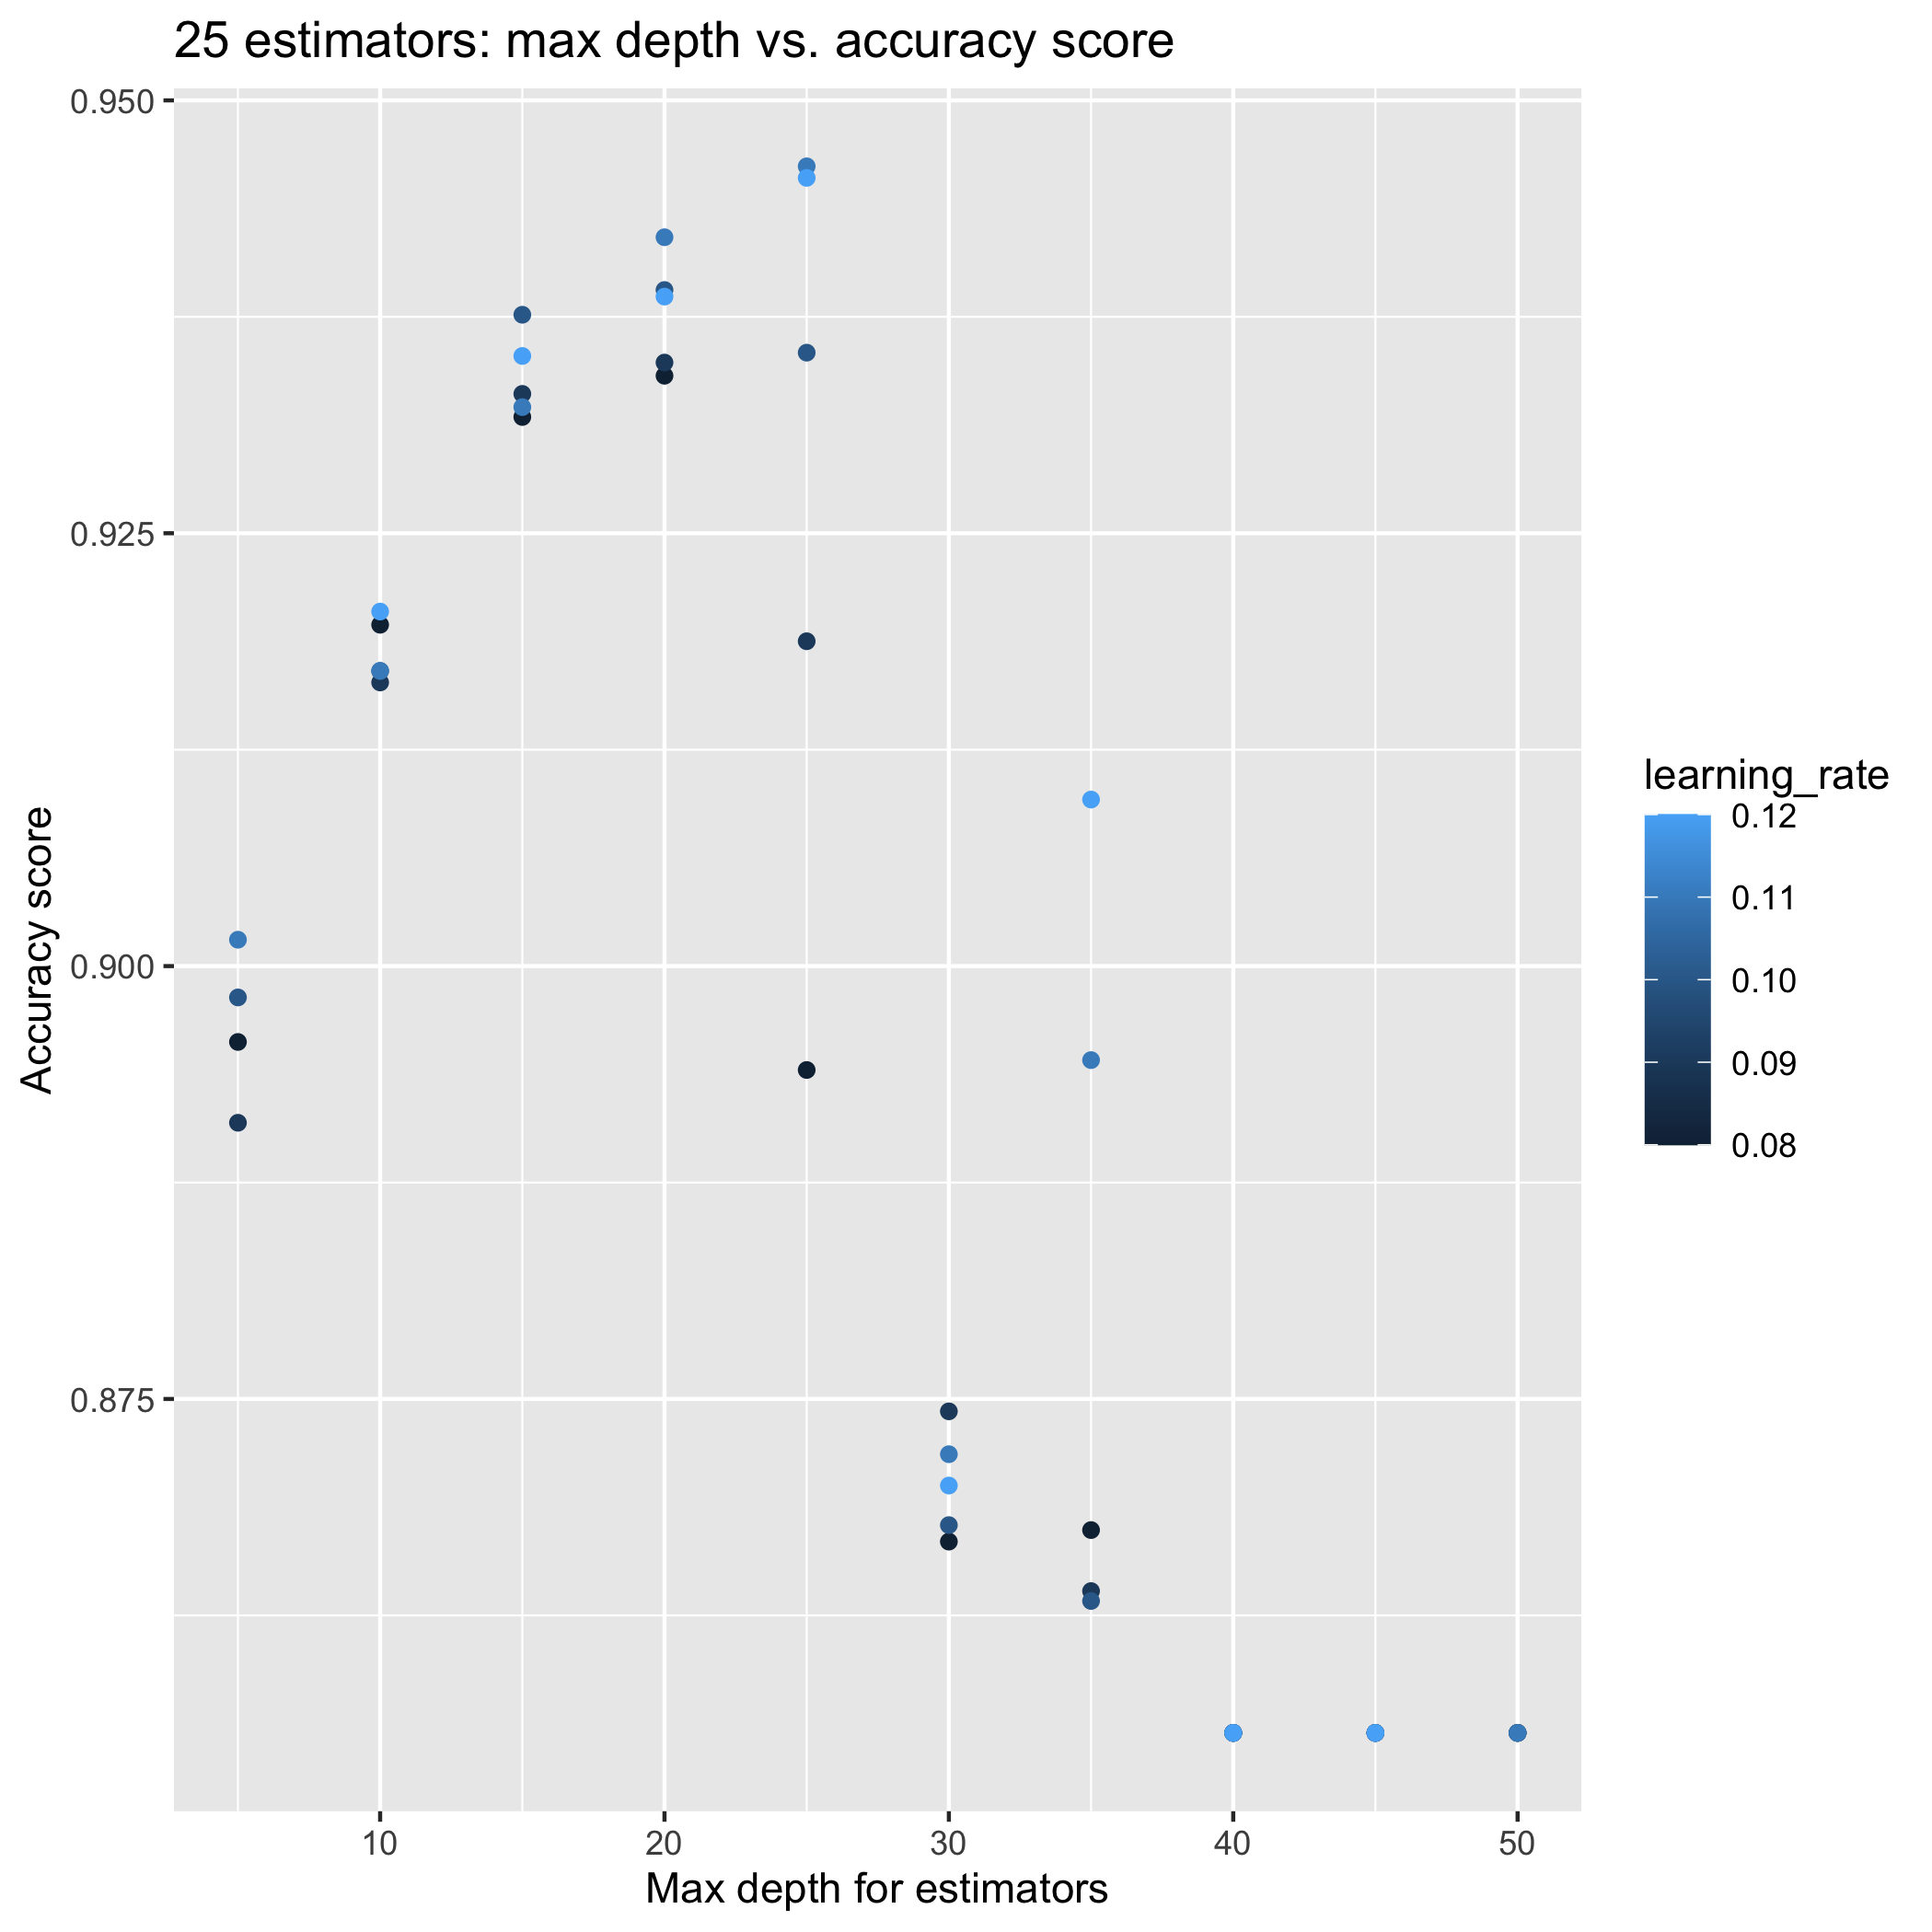 25 estimators: max depth vs. accuracy score
0.950
0.925
0.900
0.875
Accuracy score
10 20 30 40 50
Max depth for estimators
learning_rate
0.12
0.11
0.10
0.09
0.08